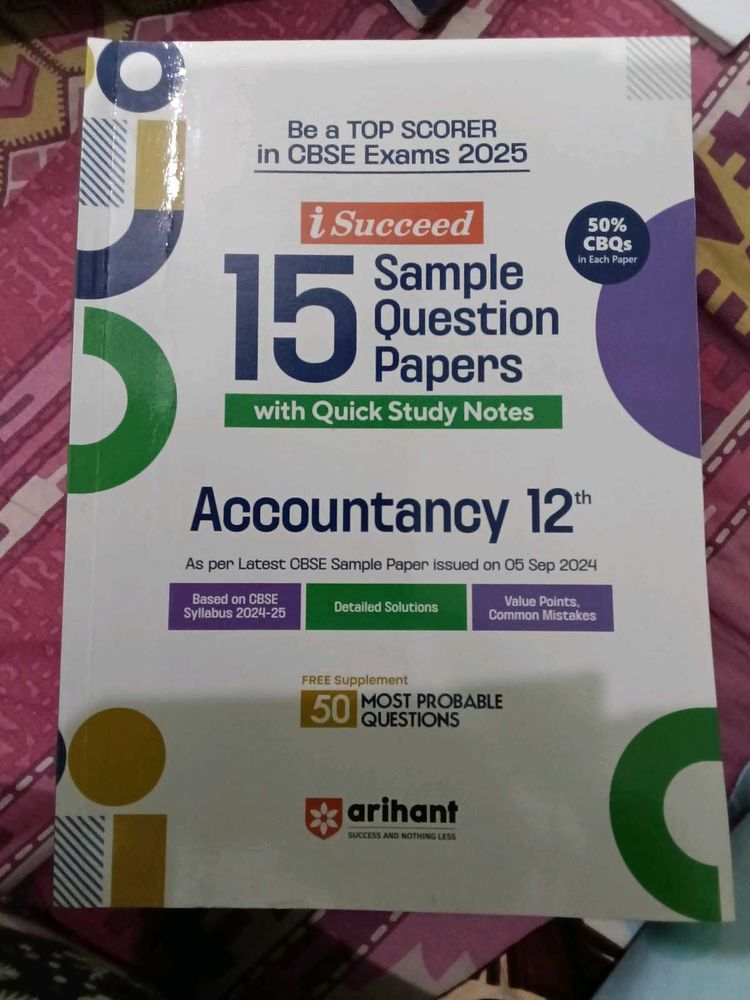 Be a TOP SCORER
in CBSE Exams 2025
i Succeed
50%
CBQs
in Each Paper
15 Sample
Question
Papers
with Quick Study Notes
Accountancy 12th
As per Latest CBSE Sample Paper issued on 05 Sep 2024
Based on CBSE
Syllabus 2024-25
Detailed Solutions
Value Points,
Common Mistakes
FREE Supplement
50 MOST PROBABLE
QUESTIONS
arihant
SUCCESS AND NOTHING LESS